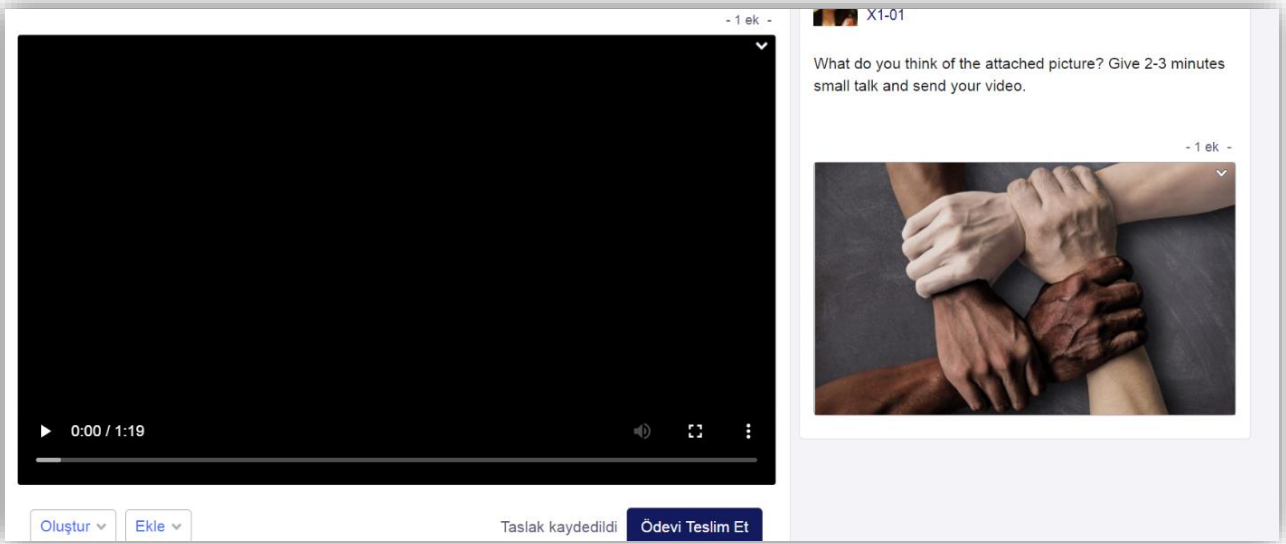 - 1 ek -
0:00 / 1:19
Oluştur
Ekle
Taslak kaydedildi
Ödevi Teslim Et
X1-01
What do you think of the attached picture? Give 2-3 minutes
small talk and send your video.
- 1 ek -